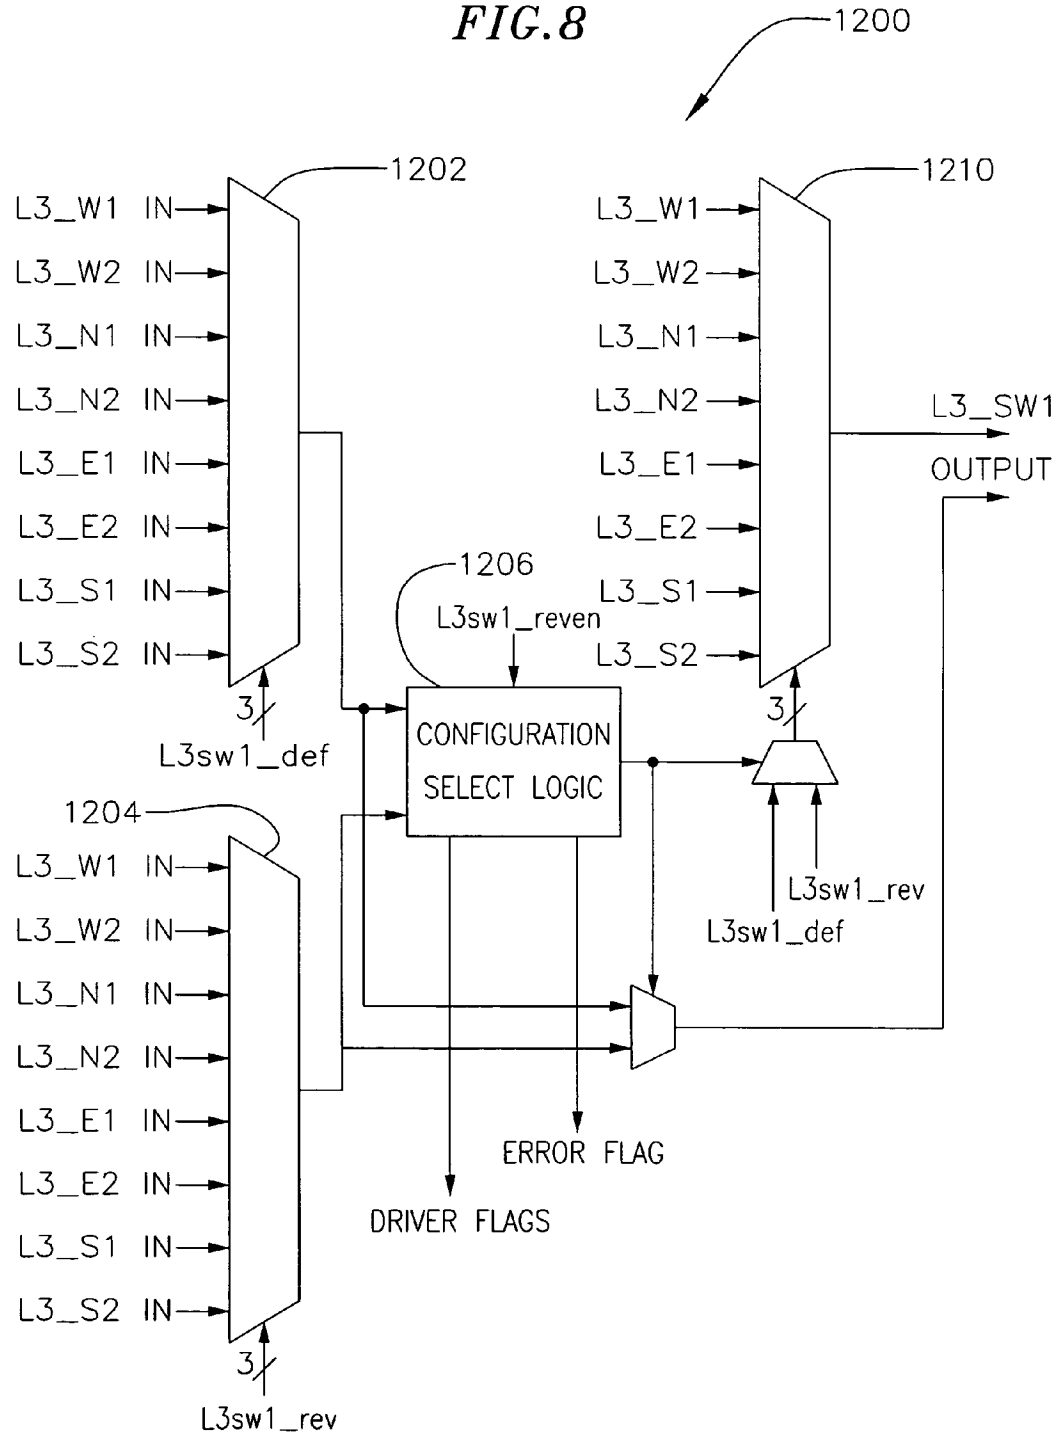 FIG.8
1200
1202
L3_W1 IN
L3_W2 IN
L3_N1 IN
L3_N2 IN
L3_E1 IN
L3_E2 IN
L3_S1 IN
L3_S2 IN
3
L3sw1_def
1210
L3_W1
L3_W2
L3_N1
L3_N2
L3_E1
L3_E2
L3_S1
L3_S2
3
L3_SW1
OUTPUT
1206
L3sw1_reven
CONFIGURATION
SELECT LOGIC
L3sw1_rev
L3sw1_def
1204
L3_W1 IN
L3_W2 IN
L3_N1 IN
L3_N2 IN
L3_E1 IN
L3_E2 IN
L3_S1 IN
L3_S2 IN
3
L3sw1_rev
ERROR FLAG
DRIVER FLAGS